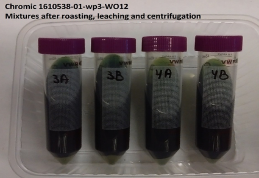 Chromic 1610538-01-wp3-WO12
Mixtures after roasting, leaching and centrifugation
3A 3B 4A 4B